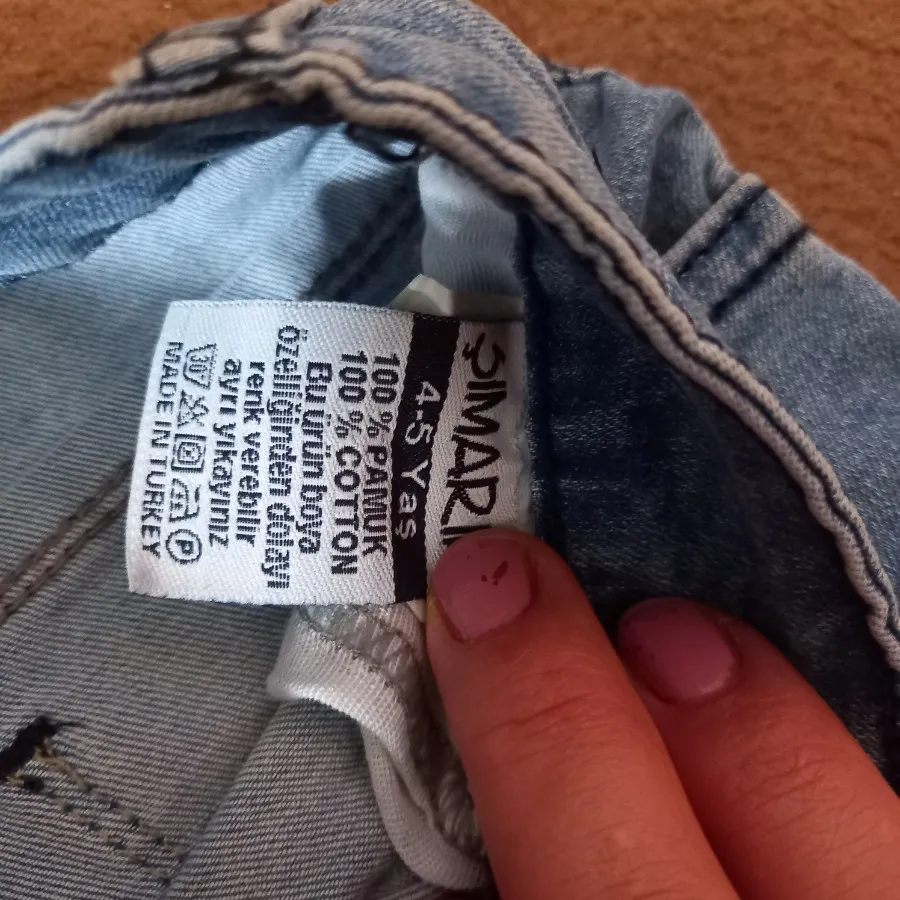 4-5 Yaş
100 % PAMUK
100 % COTTON
Bu ürün boya
özelliğinden dolayı
renk verebilir
ayrı yıkayınız
P
MADE IN TURKEY